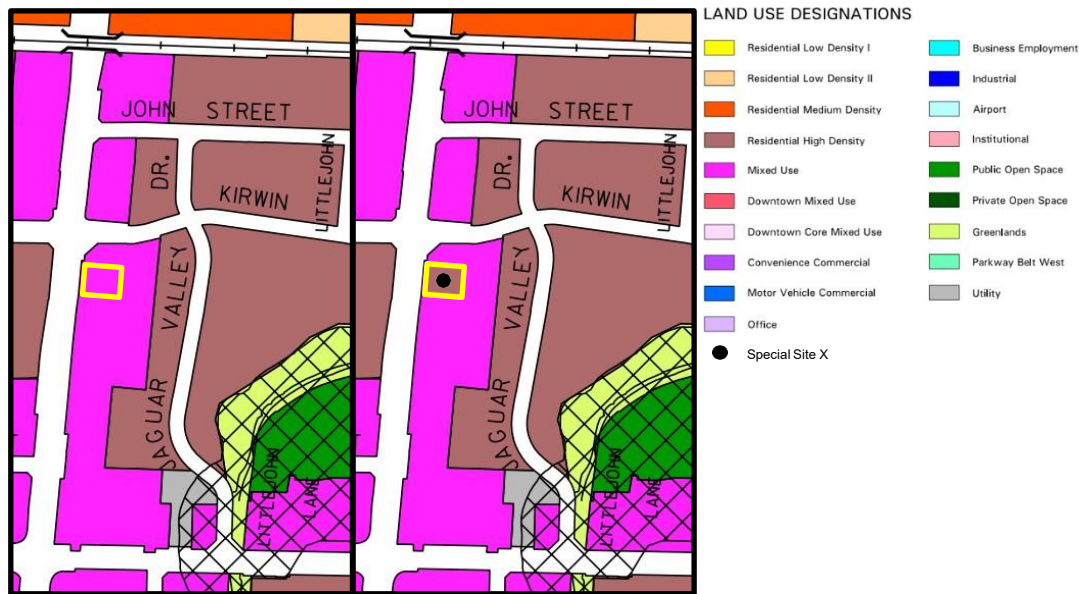 JOHN STREET
DR.
KIRWIN
LITTLEJOHN
VALLEY
JAGUAR
LITTLEJOHN
LANE
JOHN STREET
DR.
KIRWIN
LITTLEJOHN
VALLEY
JAGUAR
LITTLEJOHN
LANE
LAND USE DESIGNATIONS
Residential Low Density I
Residential Low Density II
Residential Medium Density
Residential High Density
Mixed Use
Downtown Mixed Use
Downtown Core Mixed Use
Convenience Commercial
Motor Vehicle Commercial
Office
Special Site X
Business Employment
Industrial
Airport
Institutional
Public Open Space
Private Open Space
Greenlands
Parkway Belt West
Utility